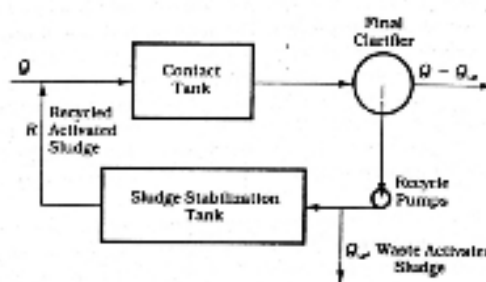 Final
Clarifier
Q
Contact
Tank
Q - Qw
Recycled
Activated
Sludge
R
Sludge Stabilization
Tank
Recycle
Pumps
Qw, Waste Activated
Sludge